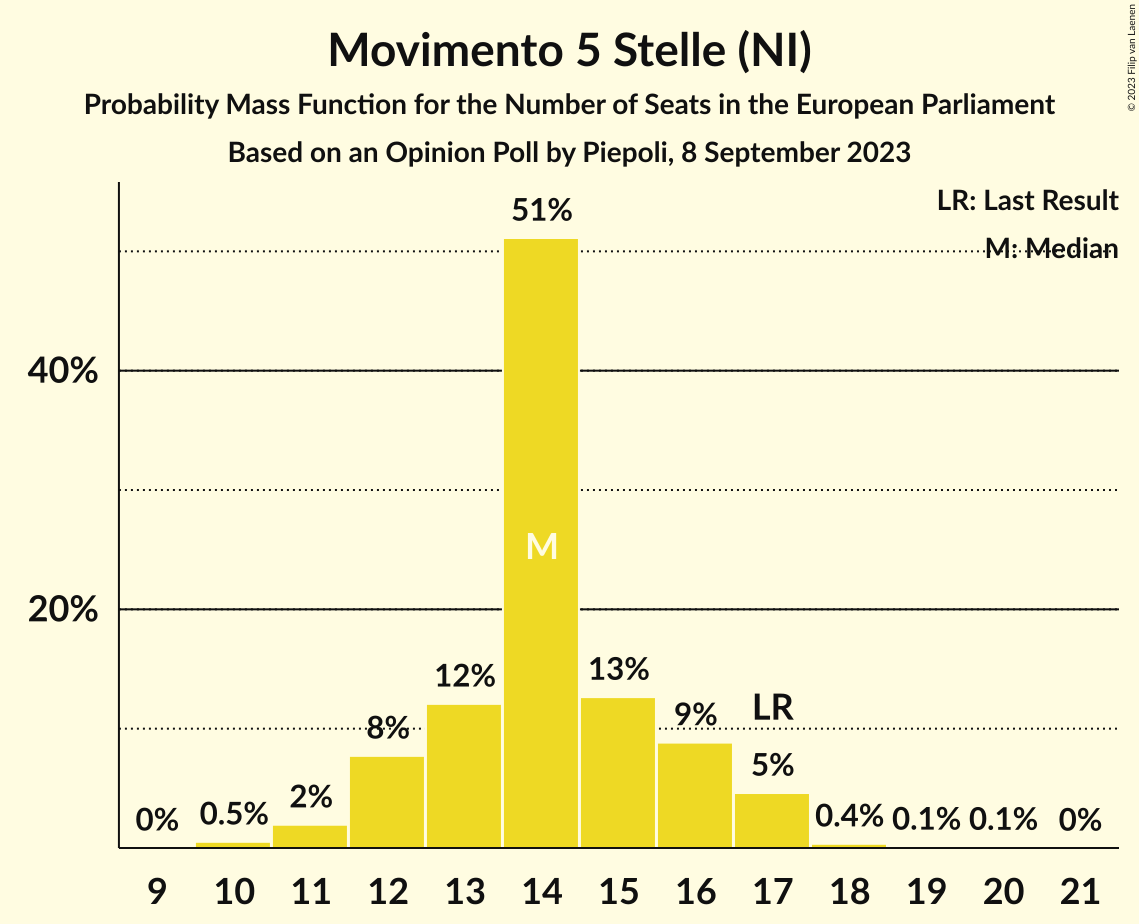 Movimento 5 Stelle (NI)
Probability Mass Function for the Number of Seats in the European Parliament
Based on an Opinion Poll by Piepoli, 8 September 2023
© 2023 Filip van Laenen
LR: Last Result
M: Median
51%
40%
M
20%
12%
13%
LR
9%
8%
5%
2%
0%
0.5%
0.4%
0.1%
0.1%
0%
9 10 11 12 13 14 15 16 17 18 19 20 21